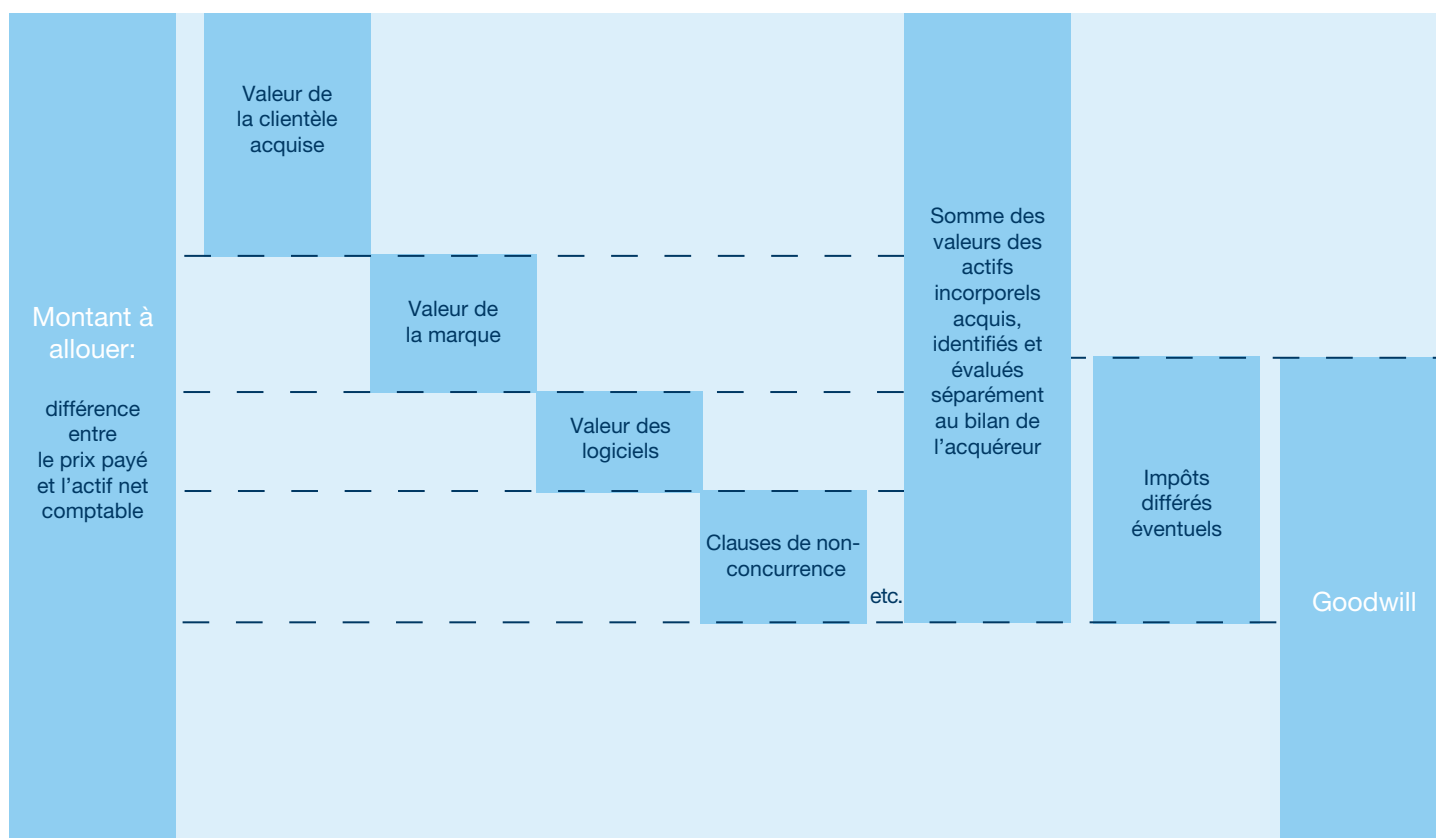 Montant à
allouer:
différence
entre
le prix payé
et l'actif net
comptable
Valeur de
la clientèle
acquise
Valeur de
la marque
Valeur des
logiciels
Clauses de non-
concurrence
etc.
Somme des
valeurs des
actifs
incorporels
acquis,
identifiés et
évalués
séparément
au bilan de
l’acquéreur
Impôts
différés
éventuels
Goodwill